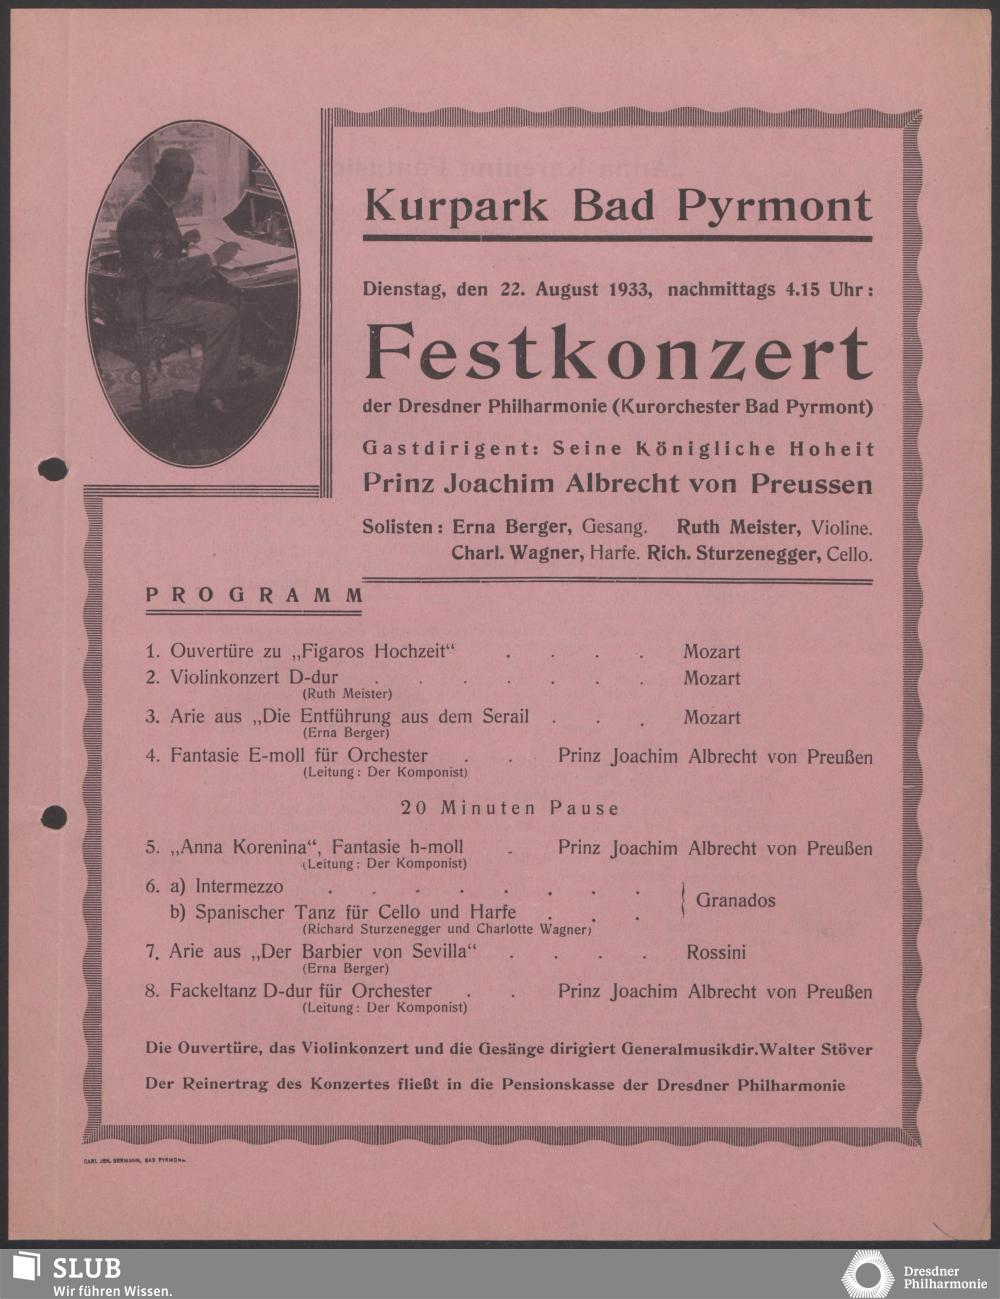 Kurpark Bad Pyrmont
Dienstag, den 22. August 1933, nachmittags 4.15 Uhr:
Festkonzert
der Dresdner Philharmonie (Kurorchester Bad Pyrmont)
Gastdirigent: Seine Königliche Hoheit
Prinz Joachim Albrecht von Preussen
Solisten: Erna Berger, Gesang. Ruth Meister, Violine.
Charl. Wagner, Harfe. Rich. Sturzenegger, Cello.
PROGRAMM
1. Ouvertüre zu „Figaros Hochzeit“ . . . . Mozart
2. Violinkonzert D-dur . . . . . . . Mozart
(Ruth Meister)
3. Arie aus „Die Entführung aus dem Serail . . . Mozart
(Erna Berger)
4. Fantasie E-moll für Orchester . . Prinz Joachim Albrecht von Preußen
(Leitung: Der Komponist)
20 Minuten Pause
5. „Anna Korenina“, Fantasie h-moll . Prinz Joachim Albrecht von Preußen
(Leitung: Der Komponist)
6. a) Intermezzo . . . . . . . .
Granados
b) Spanischer Tanz für Cello und Harfe . . .
(Richard Sturzenegger und Charlotte Wagner)
7. Arie aus „Der Barbier von Sevilla“ . . . . Rossini
(Erna Berger)
8. Fackeltanz D-dur für Orchester . . Prinz Joachim Albrecht von Preußen
(Leitung: Der Komponist)
Die Ouvertüre, das Violinkonzert und die Gesänge dirigiert Generalmusikdir.Walter Stöver
Der Reinertrag des Konzertes fließt in die Pensionskasse der Dresdner Philharmonie
CARL JOH. BAD PYRMONT
SLUB
Wir führen Wissen.
Dresdner
Philharmonie